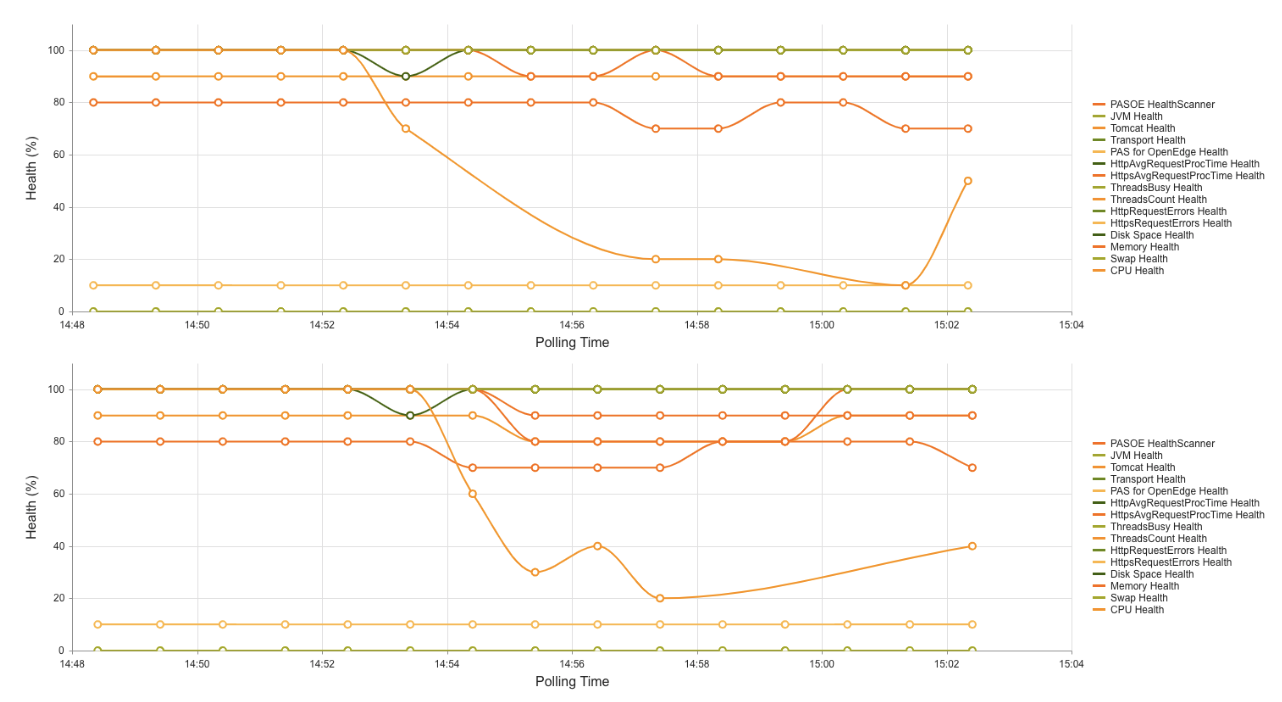 100
80
60
40
20
0
Health (%)
14:48
14:50
14:52
14:54
14:56
14:58
15:00
15:02
15:04
Polling Time
PASOE HealthScanner
JVM Health
Tomcat Health
Transport Health
PAS for OpenEdge Health
HttpAvgRequestProcTime Health
HttpsAvgRequestProcTime Health
ThreadsBusy Health
ThreadsCount Health
HttpRequestErrors Health
HttpsRequestErrors Health
Disk Space Health
Memory Health
Swap Health
CPU Health
100
80
60
40
20
0
Health (%)
14:48
14:50
14:52
14:54
14:56
14:58
15:00
15:02
15:04
Polling Time
PASOE HealthScanner
JVM Health
Tomcat Health
Transport Health
PAS for OpenEdge Health
HttpAvgRequestProcTime Health
HttpsAvgRequestProcTime Health
ThreadsBusy Health
ThreadsCount Health
HttpRequestErrors Health
HttpsRequestErrors Health
Disk Space Health
Memory Health
Swap Health
CPU Health